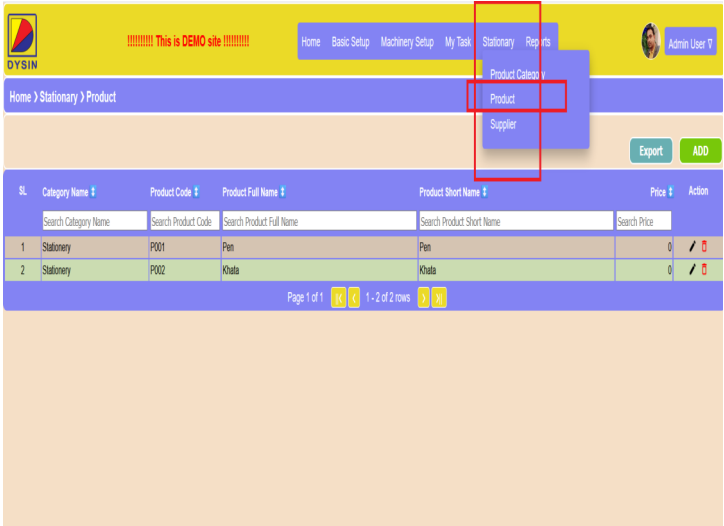 DYSIN
!!!!!!!!!! This is DEMO site !!!!!!!!!!
Home Basic Setup Machinery Setup My Task Stationary Reports
Admin User
Product Category
Product
Supplier
Home > Stationary > Product
Export ADD
SL Category Name Product Code Product Full Name Product Short Name Price Action
Search Category Name Search Product Code Search Product Full Name Search Product Short Name Search Price
1 Stationery P001 Pen Pen 0
2 Stationery P002 Khata Khata 0
Page 1 of 1 |< < 1 - 2 of 2 rows > >|